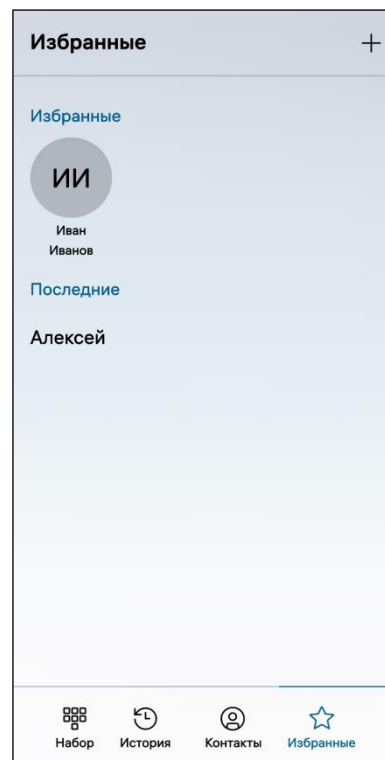 Избранные
Избранные
ИИ
Иван
Иванов
Последние
Алексей
Набор История Контакты Избранные